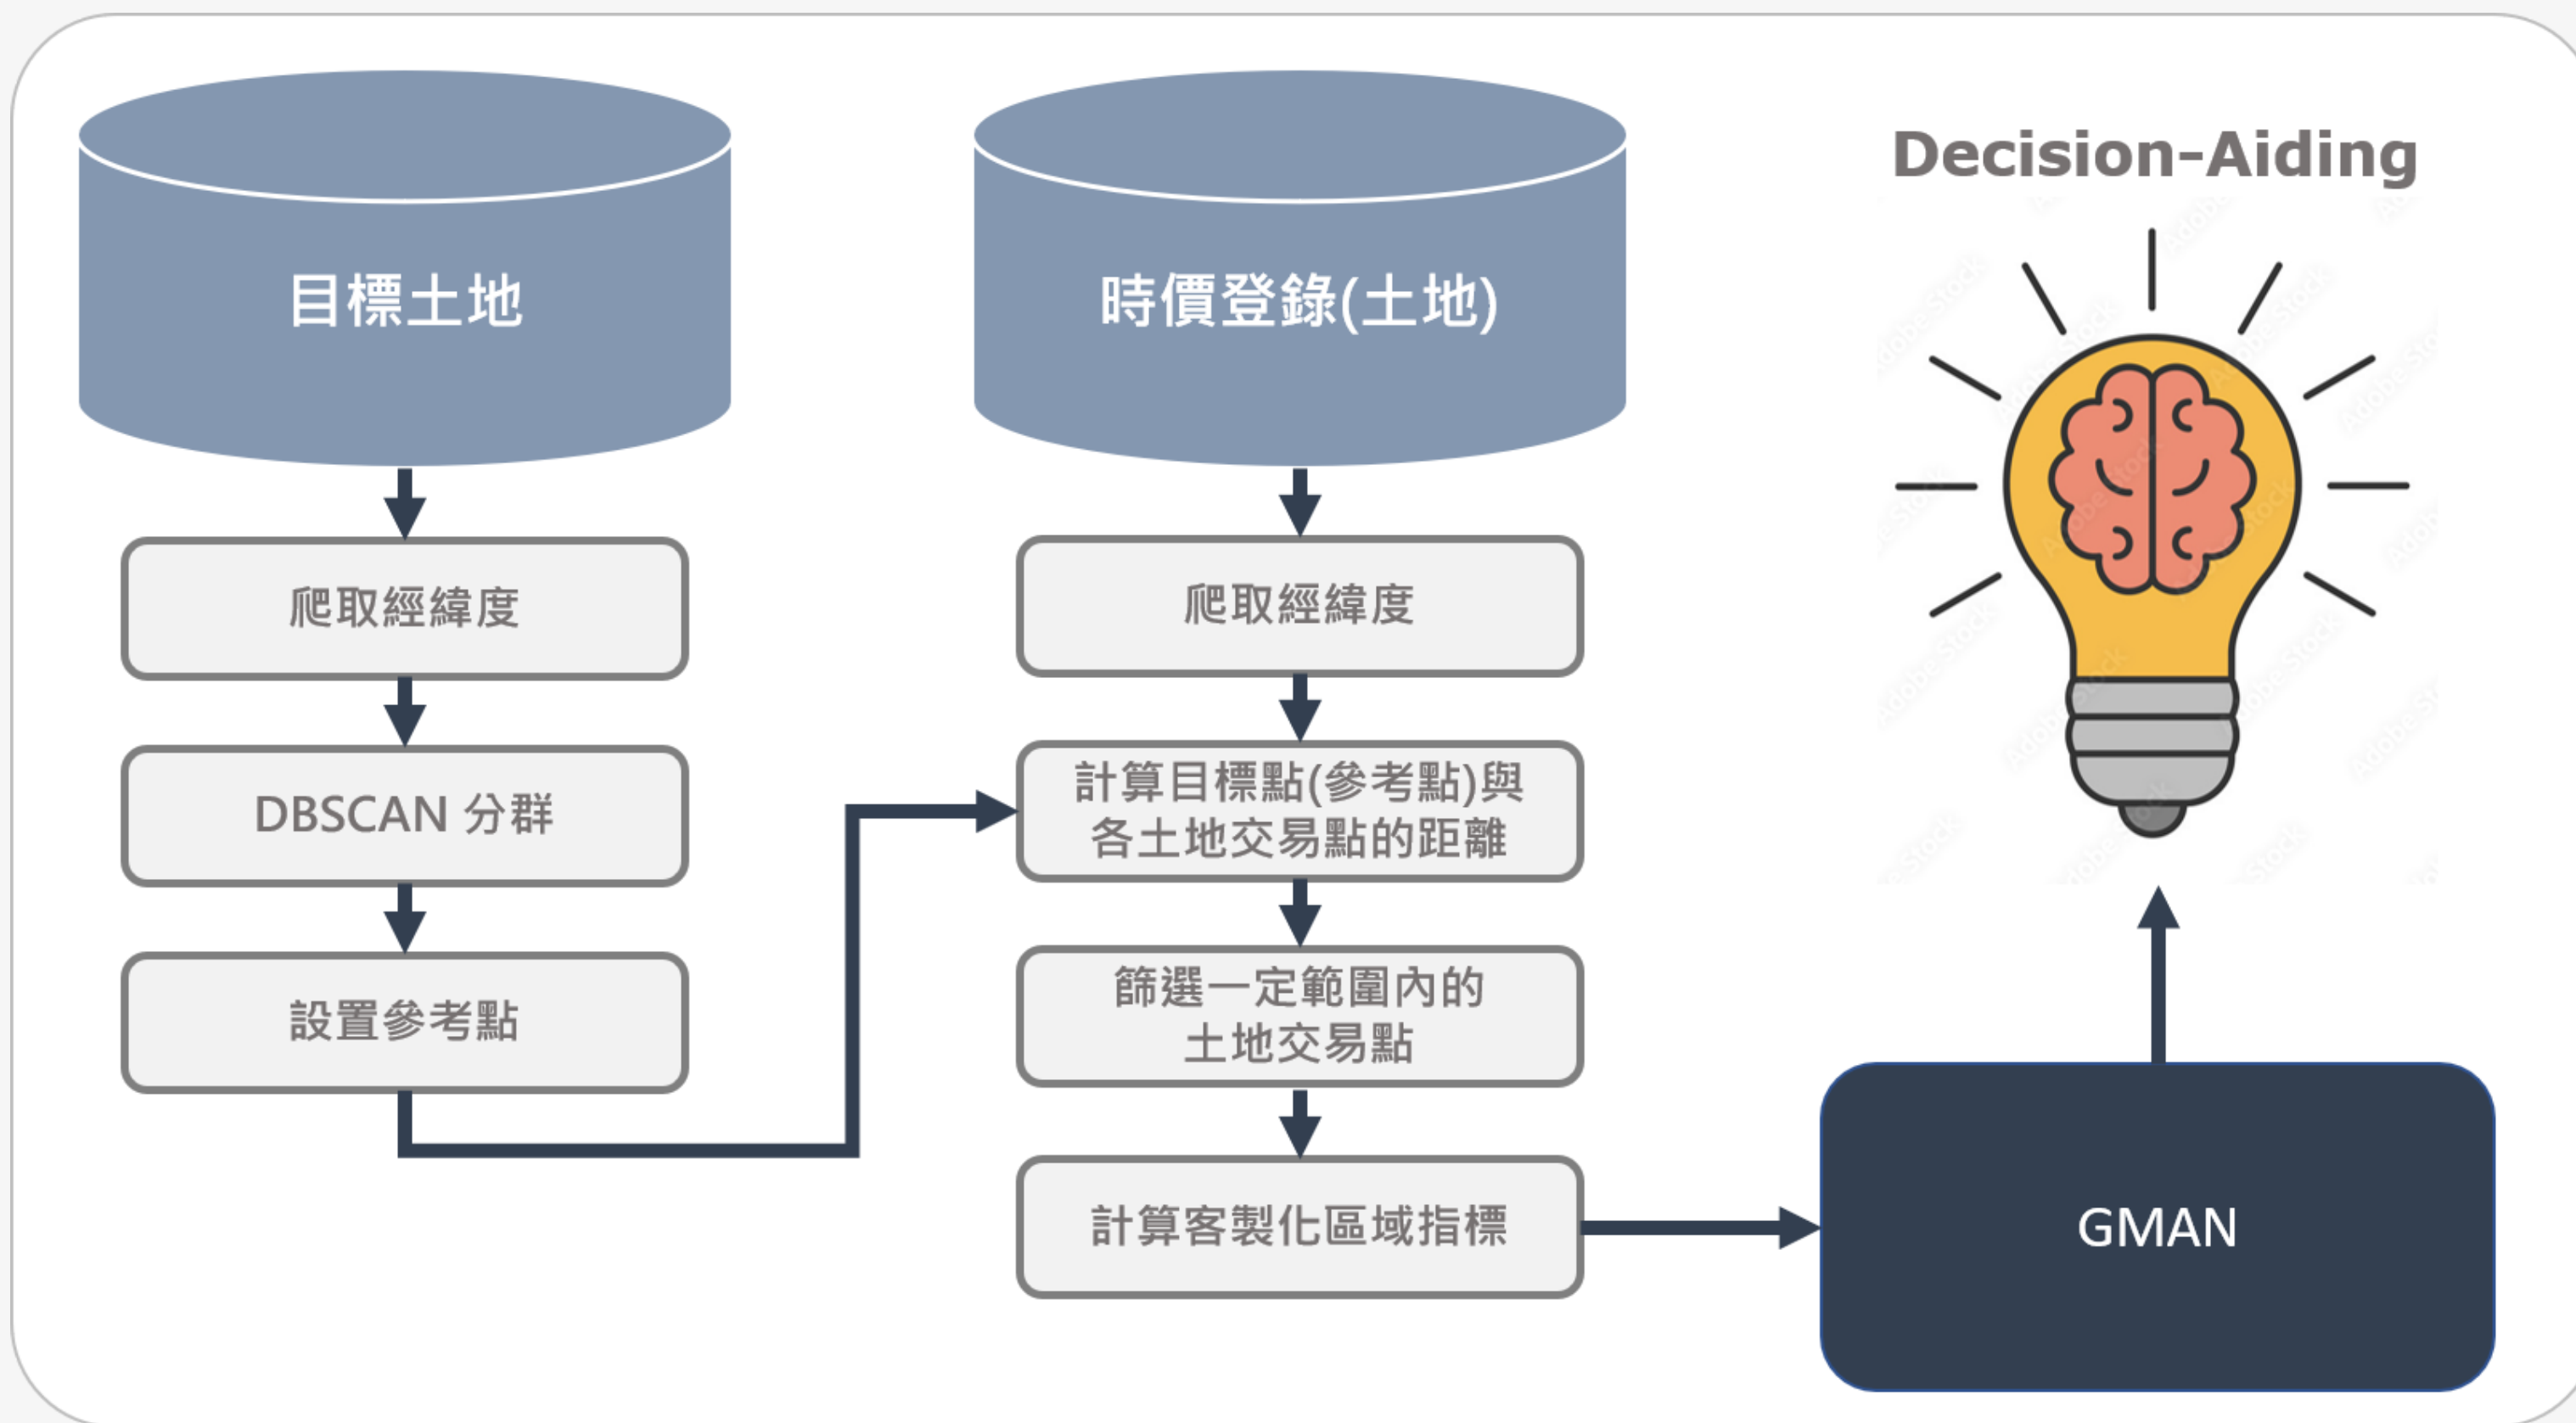 目標土地
爬取經緯度
DBSCAN 分群
設置參考點
時價登錄(土地)
爬取經緯度
計算目標點(參考點)與
各土地交易點的距離
篩選一定範圍內的
土地交易點
計算客製化區域指標
Decision-Aiding
Adobe Stock
GMAN